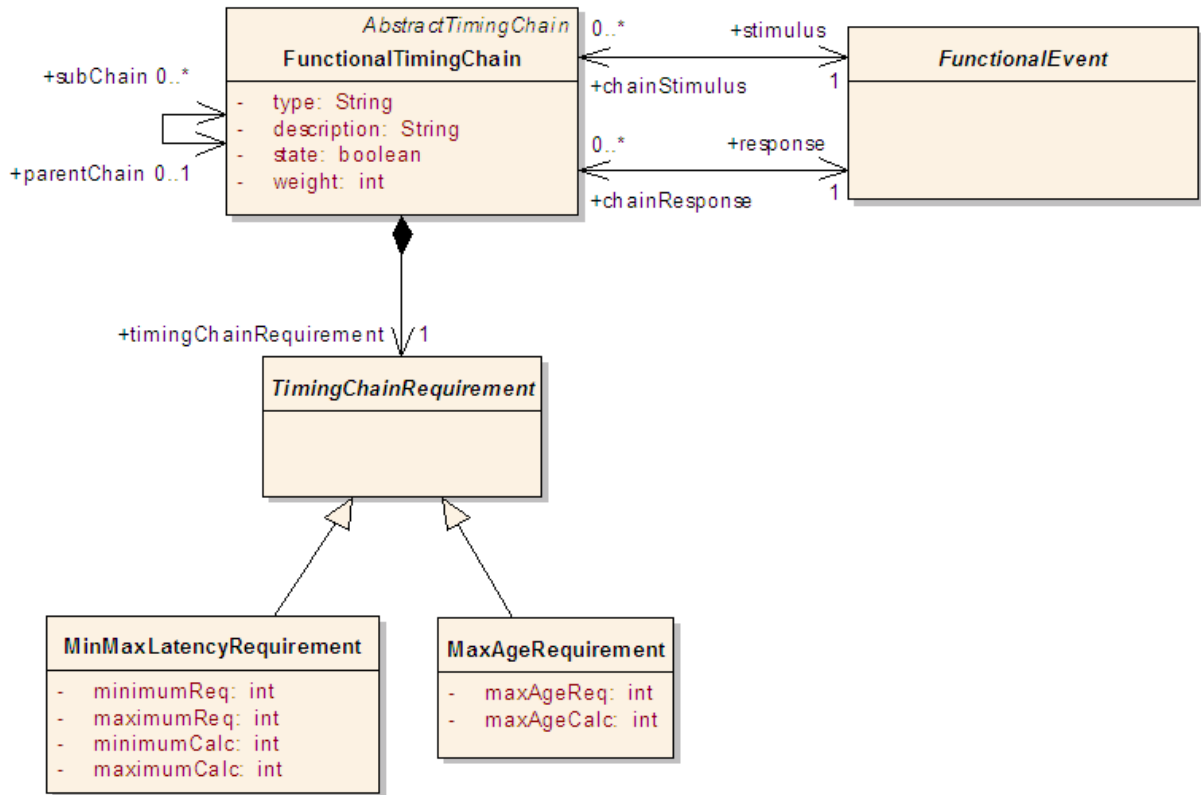 AbstractTimingChain
FunctionalTimingChain
- type: String
- description: String
- state: boolean
- weight: int
+subChain 0..*
+parentChain 0..1
0..* +stimulus
+chainStimulus 1
0..* +response
+chainResponse 1
FunctionalEvent
+timingChainRequirement 1
TimingChainRequirement
MinMaxLatencyRequirement
- minimumReq: int
- maximumReq: int
- minimumCalc: int
- maximumCalc: int
MaxAgeRequirement
- maxAgeReq: int
- maxAgeCalc: int